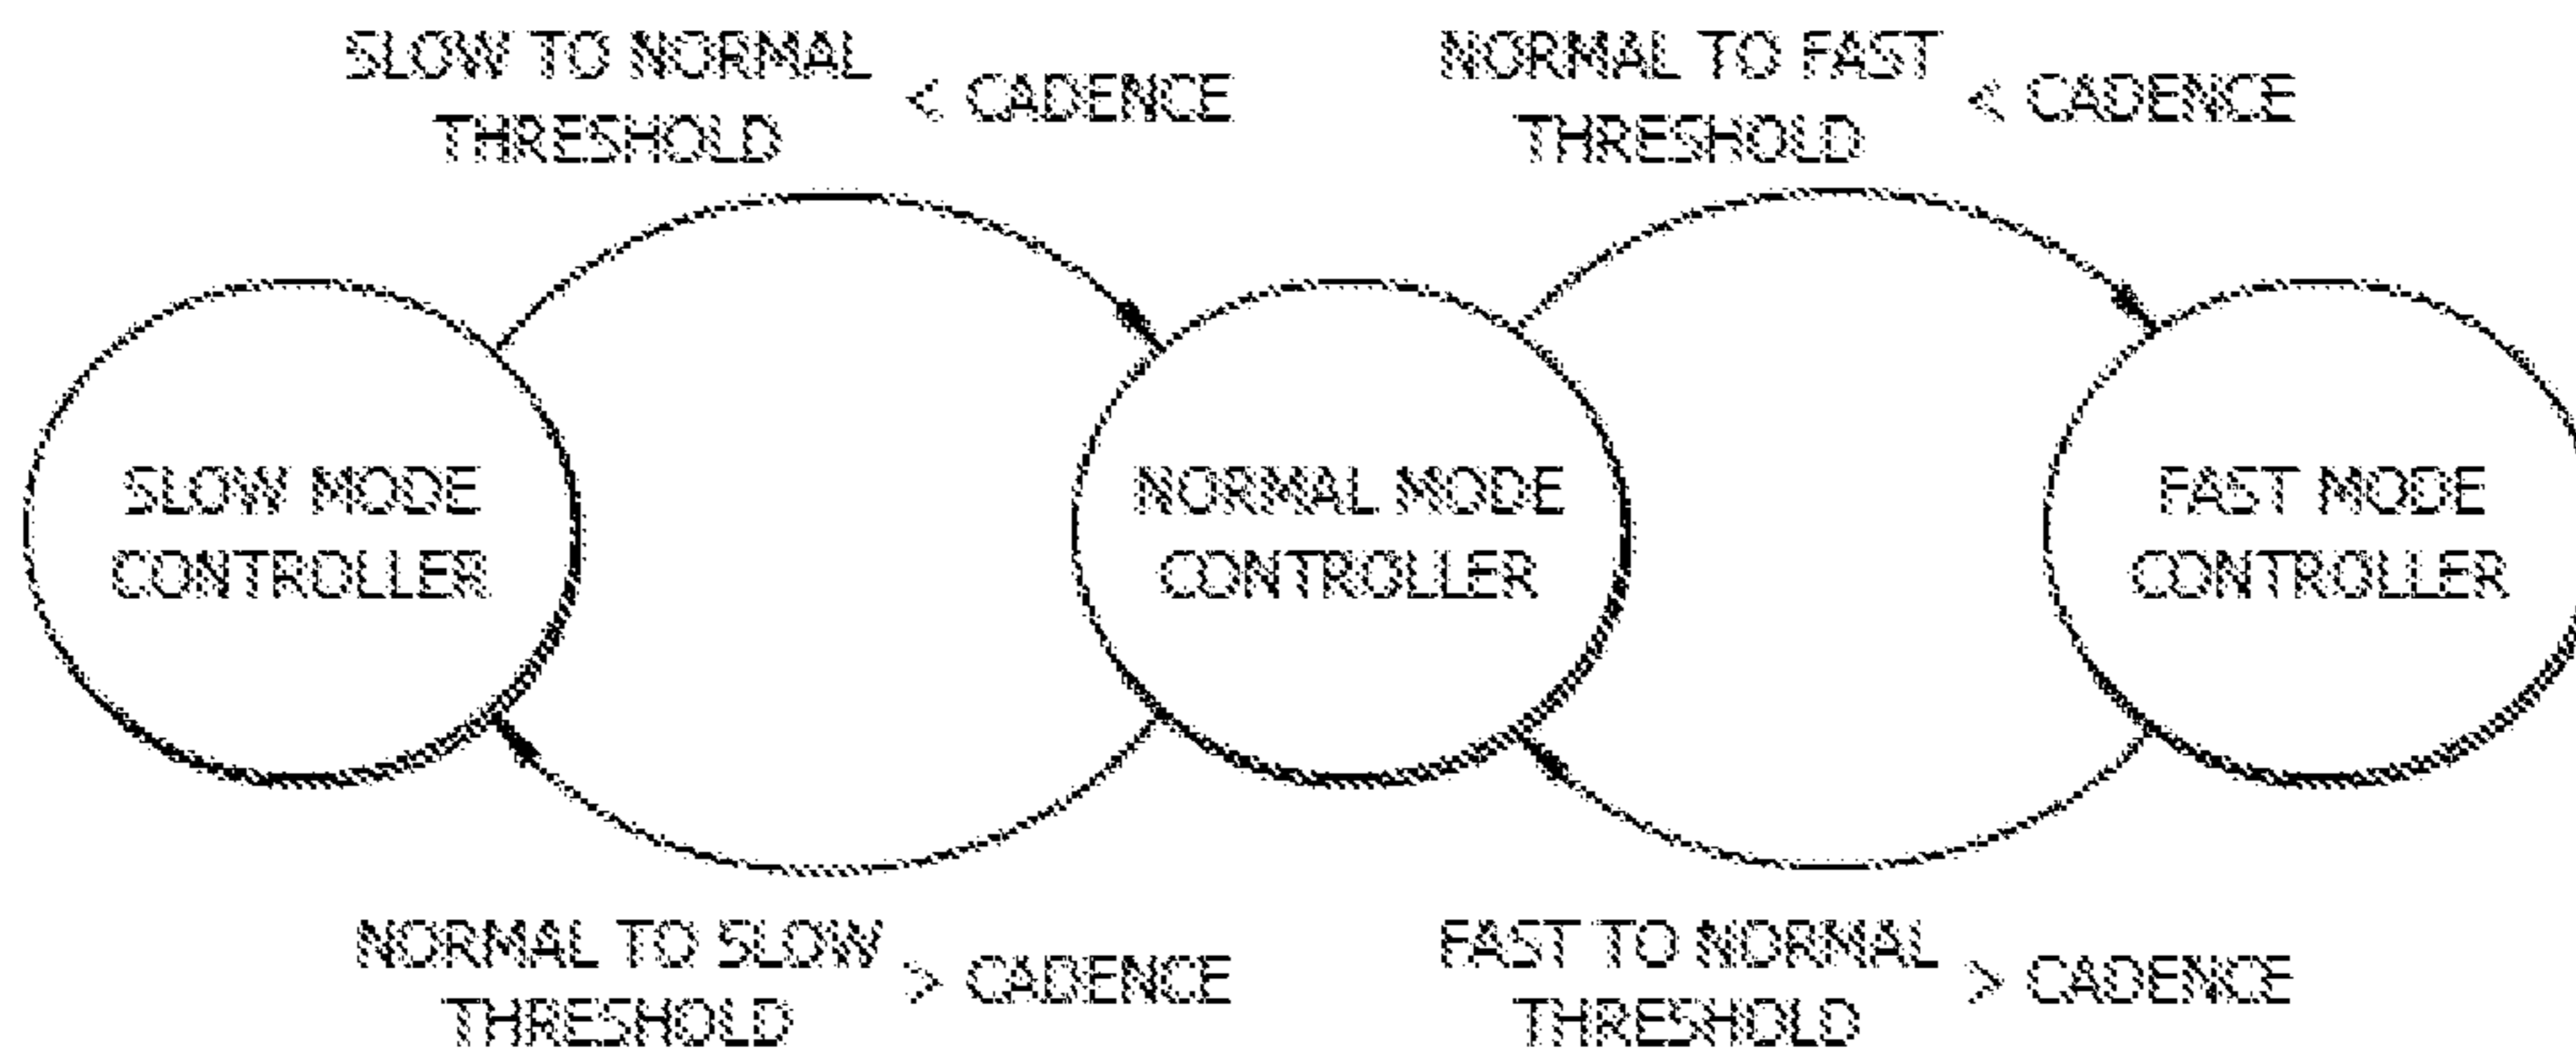 SLOW TO NORMAL
THRESHOLD
< CADENCE
NORMAL TO FAST
THRESHOLD
< CADENCE
SLOW MODE
CONTROLLER
NORMAL MODE
CONTROLLER
FAST MODE
CONTROLLER
NORMAL TO SLOW
THRESHOLD
> CADENCE
FAST TO NORMAL
THRESHOLD
> CADENCE